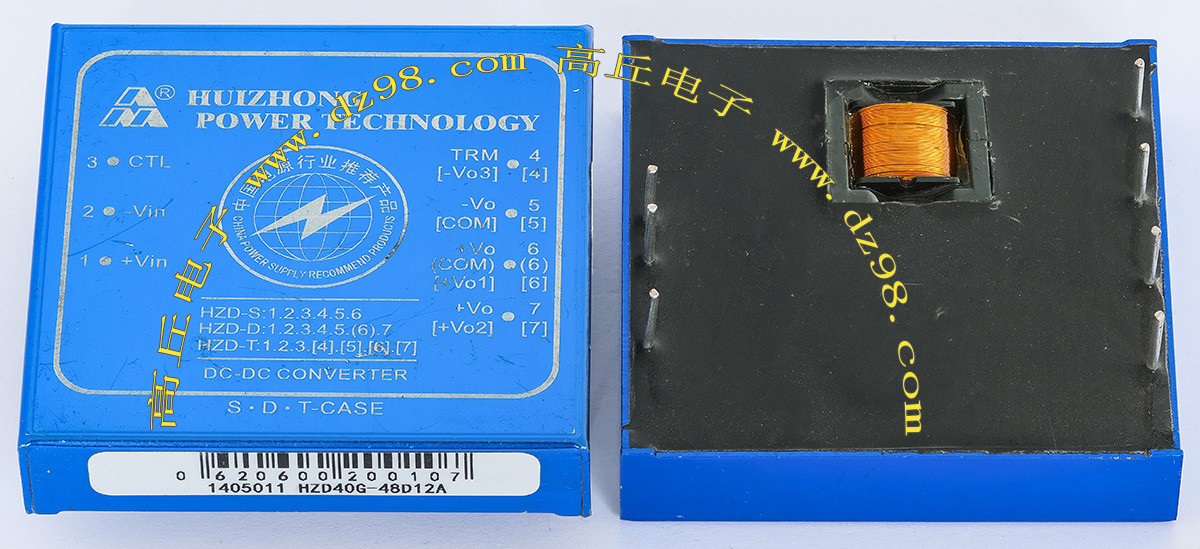 HUIZHONG
POWER TECHNOLOGY
®
3 CTL
2 -Vin
1 +Vin
中国电源行业推荐产品
CHINA POWER SUPPLY RECOMMEND PRODUCTS
TRM 4
[-Vo3] [4]
-Vo 5
[COM] [5]
+Vo 6
(COM) (6)
[+Vo1] [6]
+Vo 7
[+Vo2] [7]
HZD-S:1.2.3.4.5.6
HZD-D:1.2.3.4.5.(6).7
HZD-T:1.2.3.[4].[5].[6].[7]
DC-DC CONVERTER
S·D·T-CASE
0 620600200107
1405011 HZD40G-48D12A
高丘电子 www.dz98.com 高丘电子 www.dz98.com